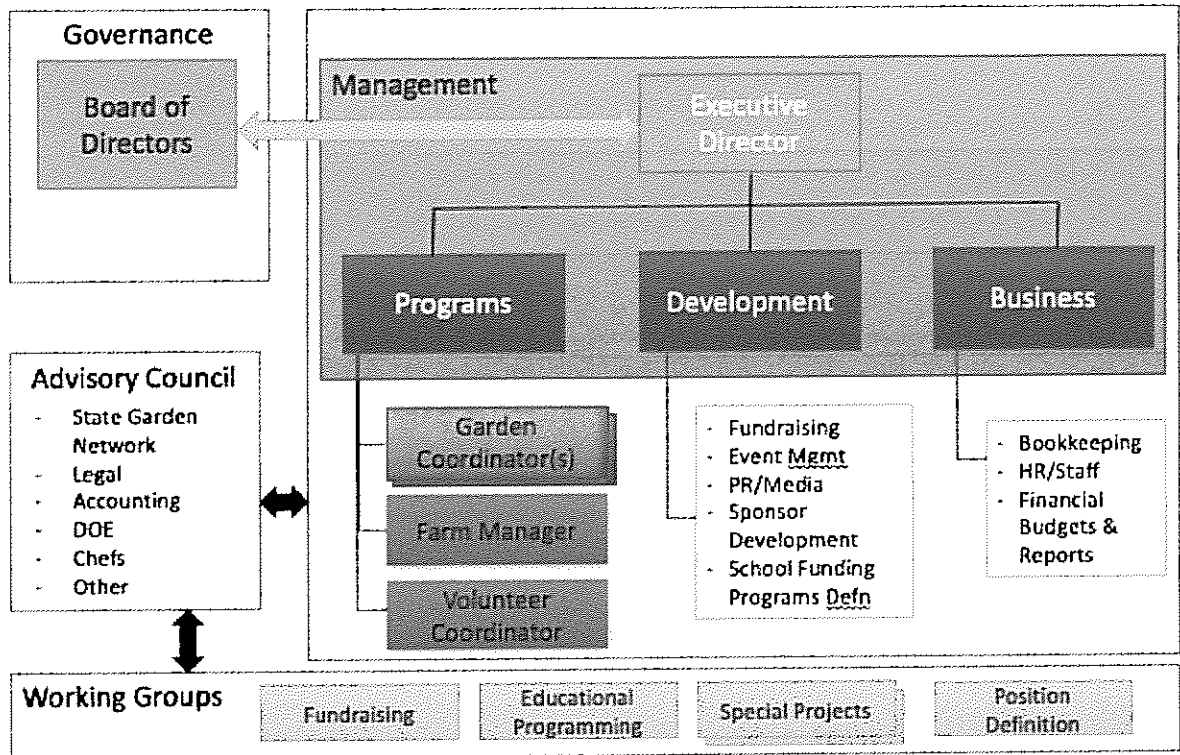 Governance
Board of
Directors
Management
Executive
Director
Programs
Development
Business
Advisory Council
- State Garden
Network
- Legal
- Accounting
- DOE
- Chefs
- Other
Garden
Coordinator(s)
Farm Manager
Volunteer
Coordinator
- Fundraising
- Event Mgmt
- PR/Media
- Sponsor
Development
- School Funding
Programs Defn
- Bookkeeping
- HR/Staff
- Financial
Budgets &
Reports
Working Groups
Fundraising
Educational
Programming
Special Projects
Position
Definition